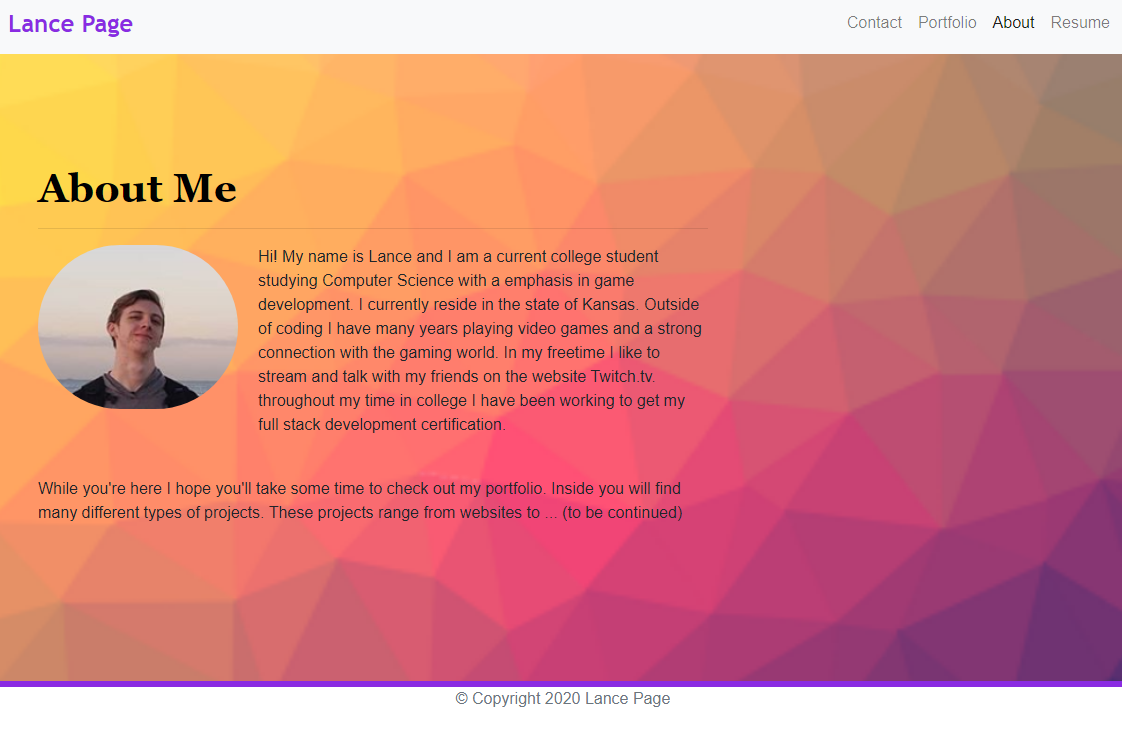 Lance Page
Contact Portfolio About Resume
About Me
Hi! My name is Lance and I am a current college student
studying Computer Science with a emphasis in game
development. I currently reside in the state of Kansas. Outside
of coding I have many years playing video games and a strong
connection with the gaming world. In my freetime I like to
stream and talk with my friends on the website Twitch.tv.
throughout my time in college I have been working to get my
full stack development certification.
While you're here I hope you'll take some time to check out my portfolio. Inside you will find
many different types of projects. These projects range from websites to ... (to be continued)
© Copyright 2020 Lance Page